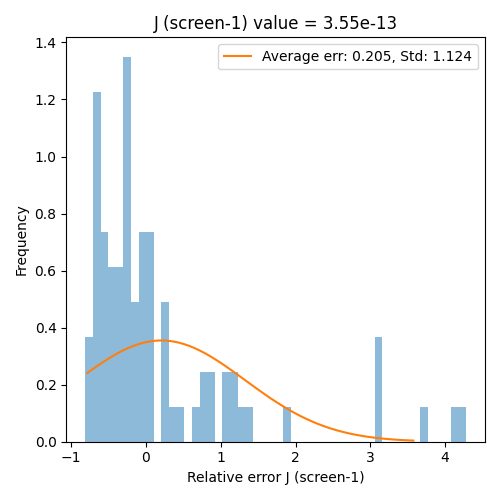 J (screen-1) value = 3.55e-13
Average err: 0.205, Std: 1.124
Frequency
1.4
1.2
1.0
0.8
0.6
0.4
0.2
0.0
−1 0 1 2 3 4
Relative error J (screen-1)